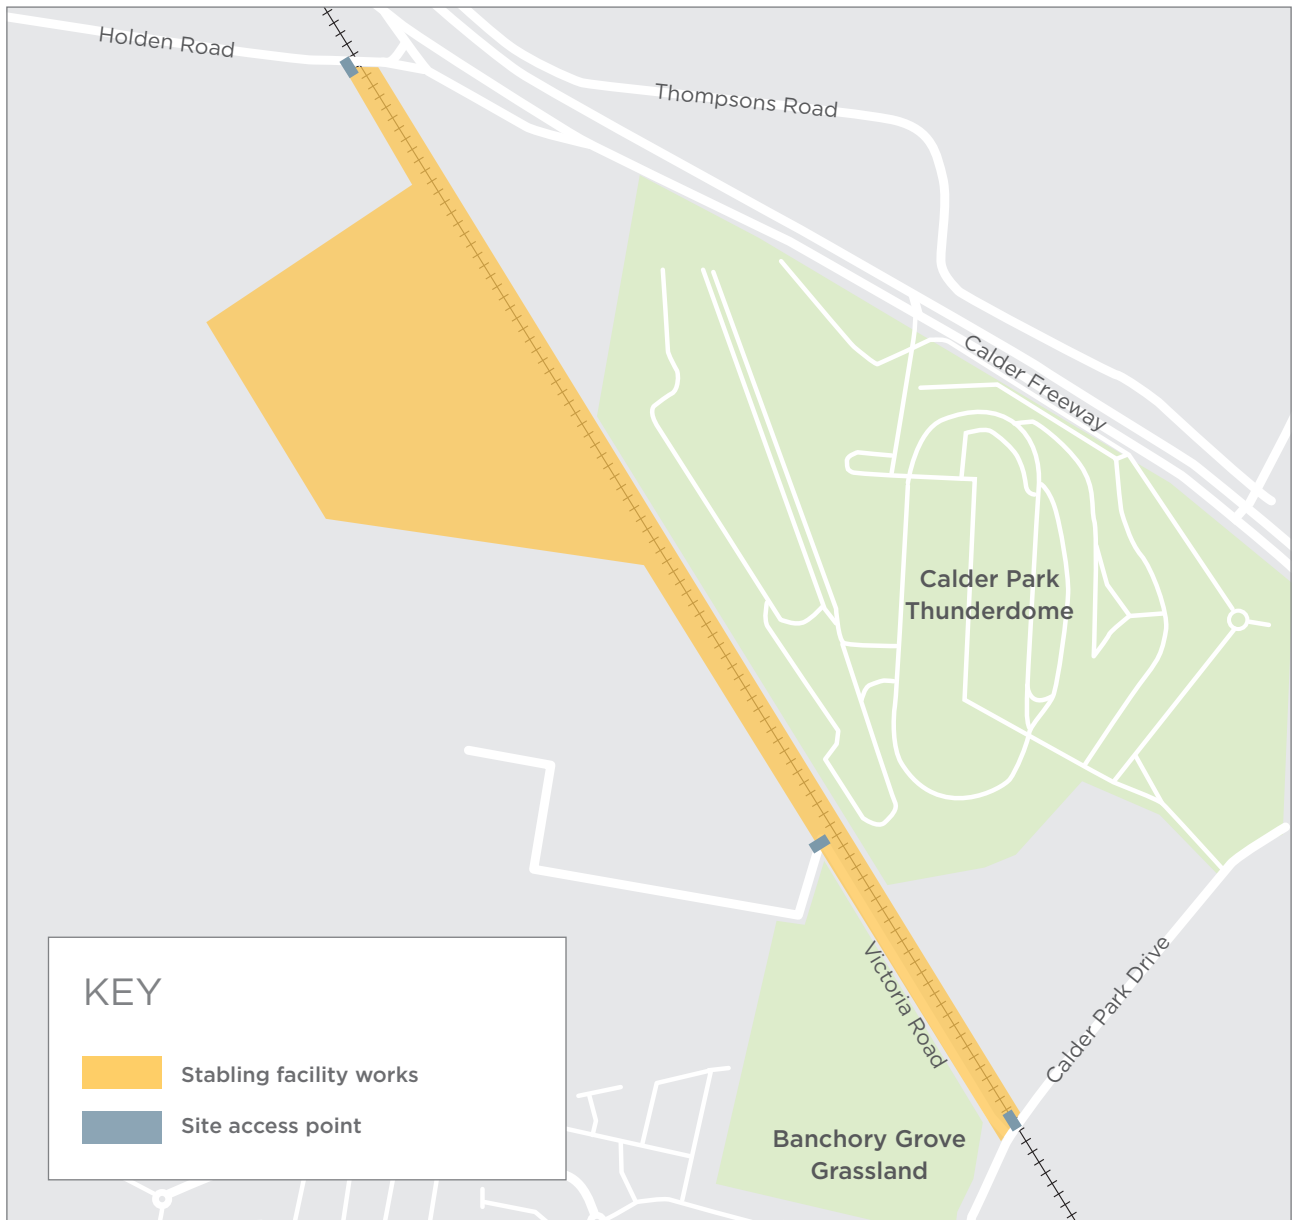 Holden Road
Thompsons Road
Calder Freeway
Calder Park
Thunderdome
Victoria Road
Calder Park Drive
KEY
Stabling facility works
Site access point
Banchory Grove
Grassland